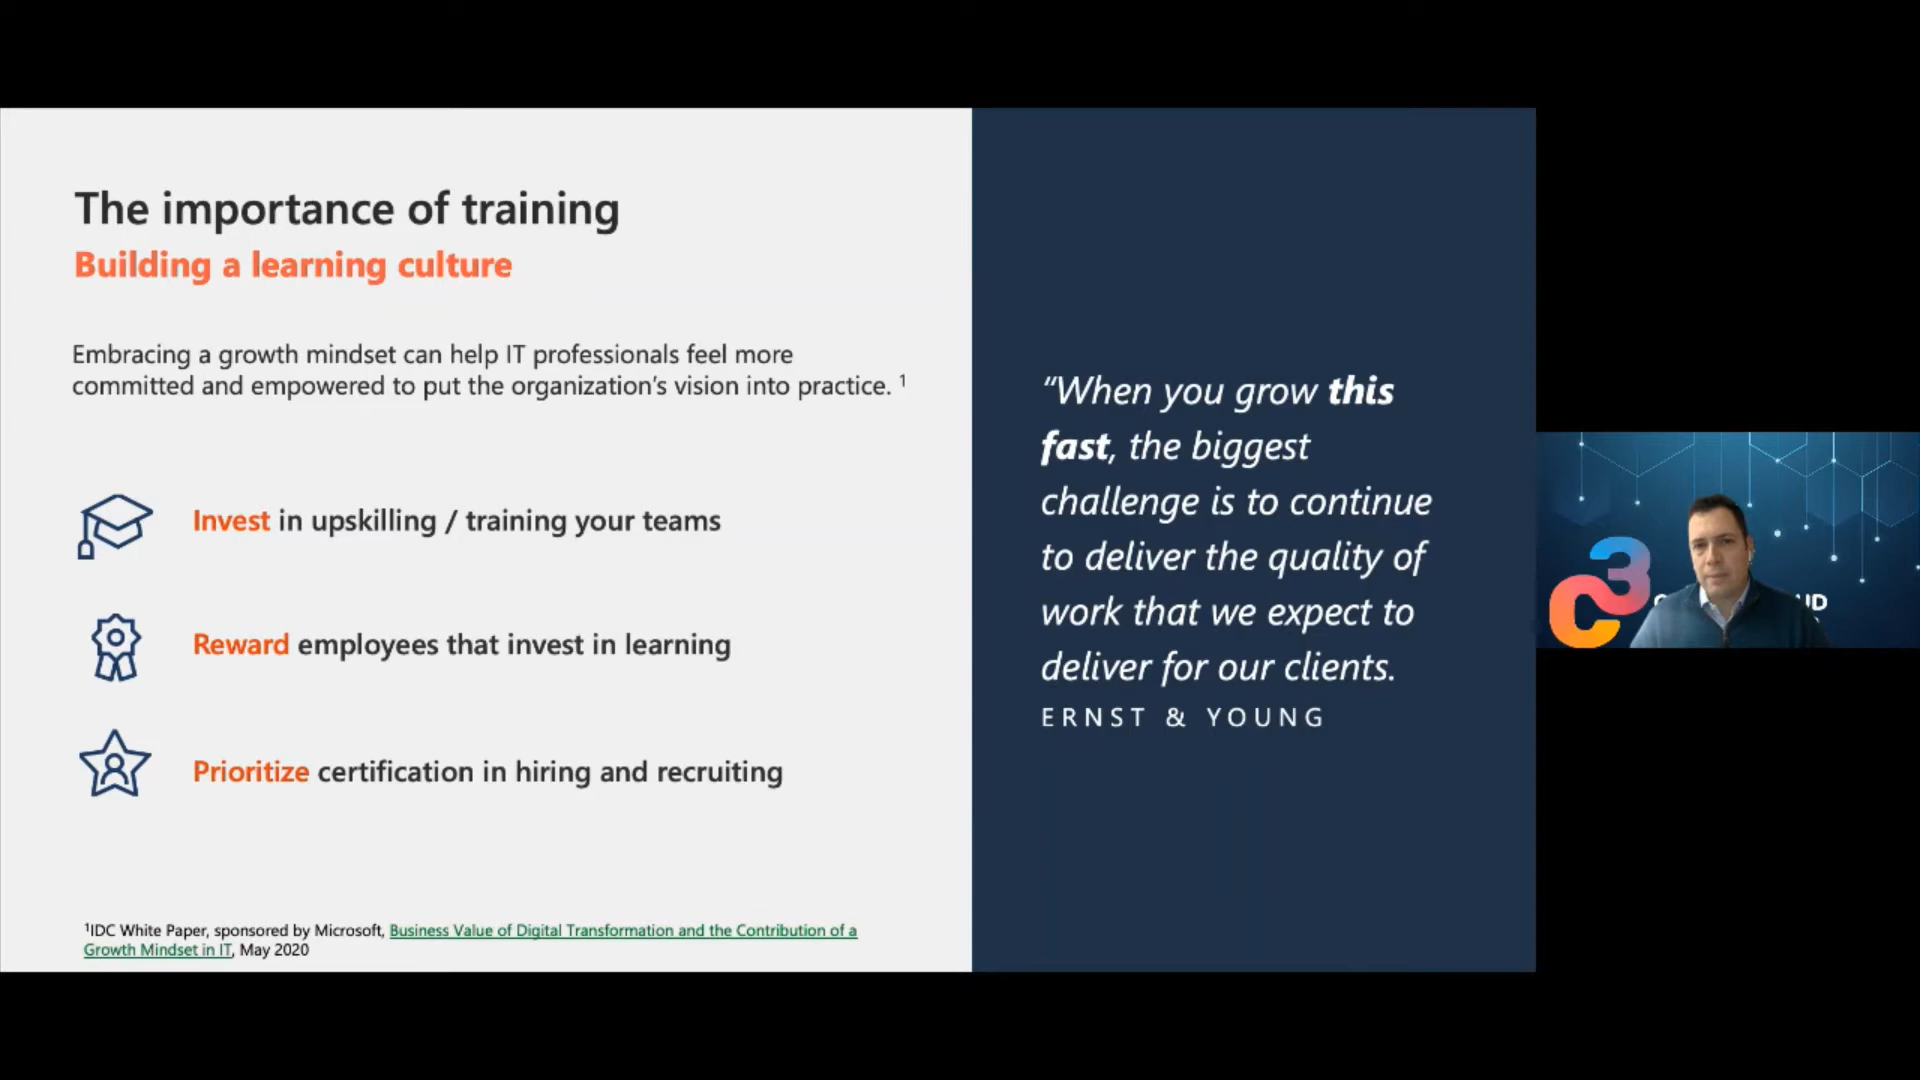 The importance of training
Building a learning culture
Embracing a growth mindset can help IT professionals feel more
committed and empowered to put the organization's vision into practice. 1
Invest in upskilling / training your teams
Reward employees that invest in learning
Prioritize certification in hiring and recruiting
1IDC White Paper, sponsored by Microsoft, Business Value of Digital Transformation and the Contribution of a
Growth Mindset in IT, May 2020
“When you grow this
fast, the biggest
challenge is to continue
to deliver the quality of
work that we expect to
deliver for our clients.
ERNST & YOUNG
C3